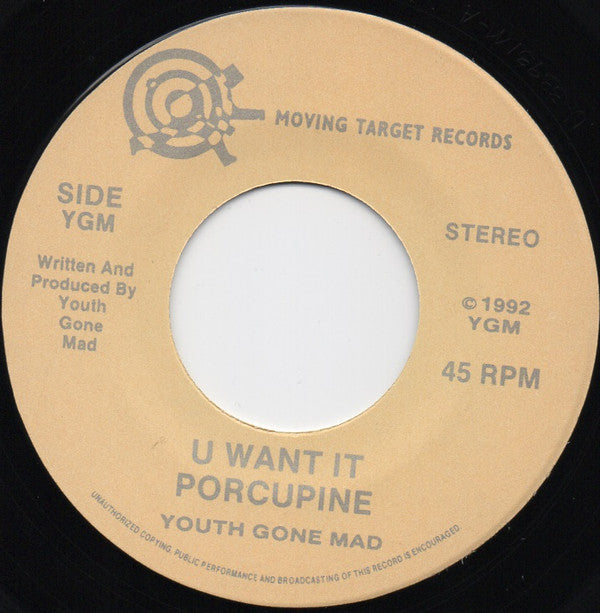 MOVING TARGET RECORDS
SIDE
YGM
STEREO
Written And
Produced By
Youth
Gone
Mad
© 1992
YGM
45 RPM
U WANT IT
PORCUPINE
YOUTH GONE MAD
UNAUTHORIZED COPYING, PUBLIC PERFORMANCE AND BROADCASTING OF THIS RECORD IS ENCOURAGED.